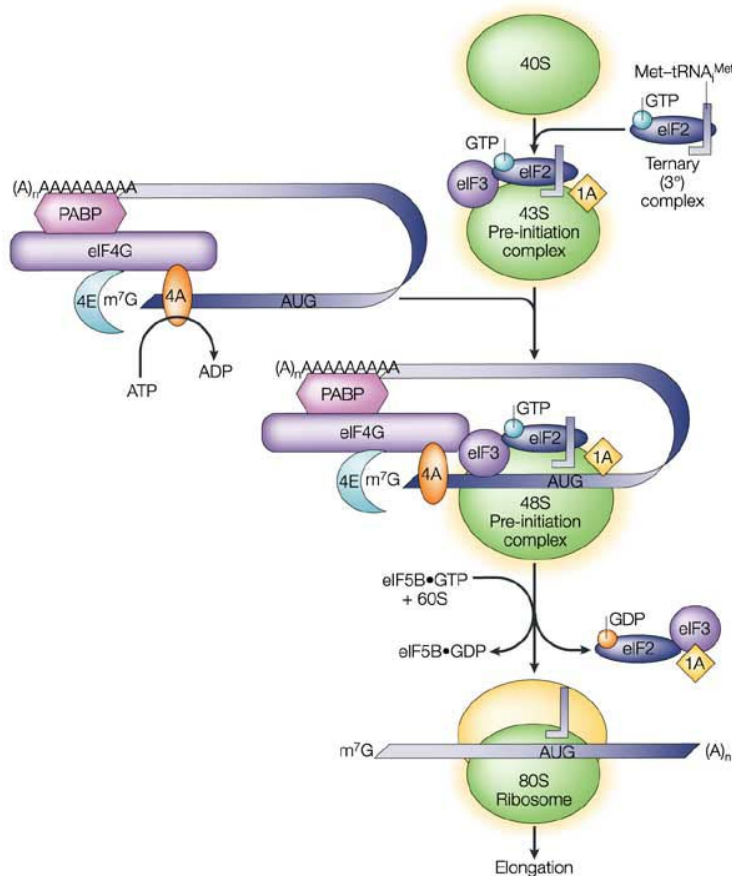 40S
Met–tRNAiMet
GTP
eIF2
Ternary
(3°)
complex
GTP
eIF2
eIF3
1A
43S
Pre-initiation
complex
(A)nAAAAAAAAA
PABP
eIF4G
4E
m7G
4A
AUG
ATP
ADP
(A)nAAAAAAAAA
PABP
eIF4G
4E
m7G
4A
eIF3
GTP
eIF2
1A
AUG
48S
Pre-initiation
complex
eIF5B•GTP
+ 60S
eIF5B•GDP
GDP
eIF2
eIF3
1A
m7G
AUG
(A)n
80S
Ribosome
Elongation